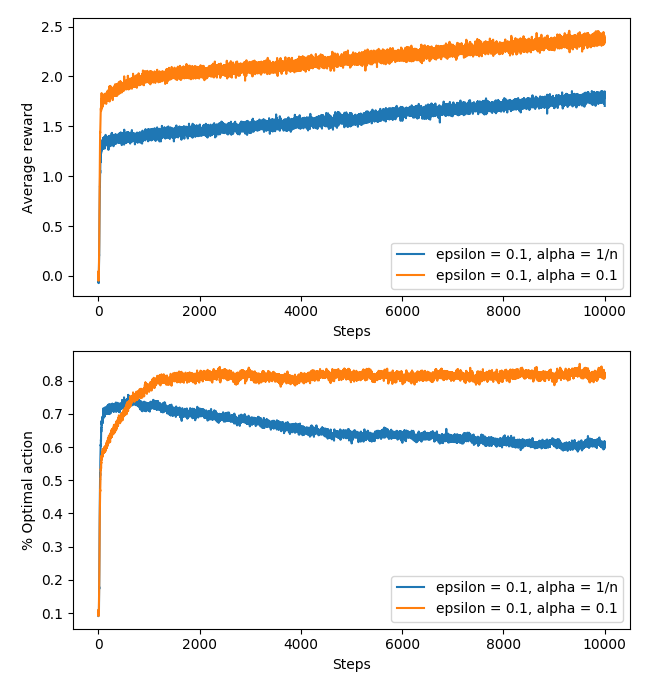 2.5
2.0
1.5
1.0
0.5
0.0
Average reward
epsilon = 0.1, alpha = 1/n
epsilon = 0.1, alpha = 0.1
0 2000 4000 6000 8000 10000
Steps
0.8
0.7
0.6
0.5
0.4
0.3
0.2
0.1
% Optimal action
epsilon = 0.1, alpha = 1/n
epsilon = 0.1, alpha = 0.1
0 2000 4000 6000 8000 10000
Steps